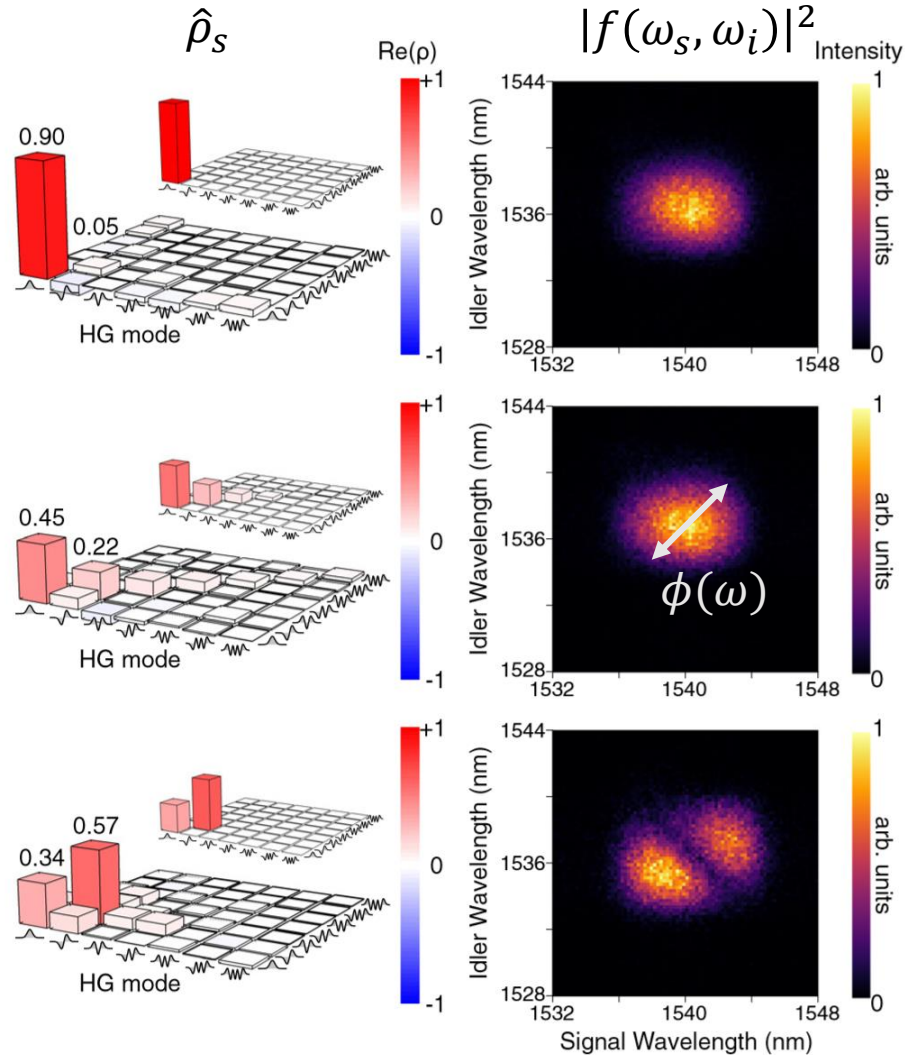 ρ̂ₛ
|f(ωₛ, ωᵢ)|²
Re(ρ)
Intensity
+1
0
-1
0.90
0.05
HG mode
1544
1536
1528
1532
1540
1548
Idler Wavelength (nm)
1
arb. units
0
+1
0
-1
0.45
0.22
HG mode
1544
1536
1528
1532
1540
1548
Idler Wavelength (nm)
ϕ(ω)
1
arb. units
0
+1
0
-1
0.34
0.57
HG mode
1544
1536
1528
1532
1540
1548
Idler Wavelength (nm)
Signal Wavelength (nm)
1
arb. units
0